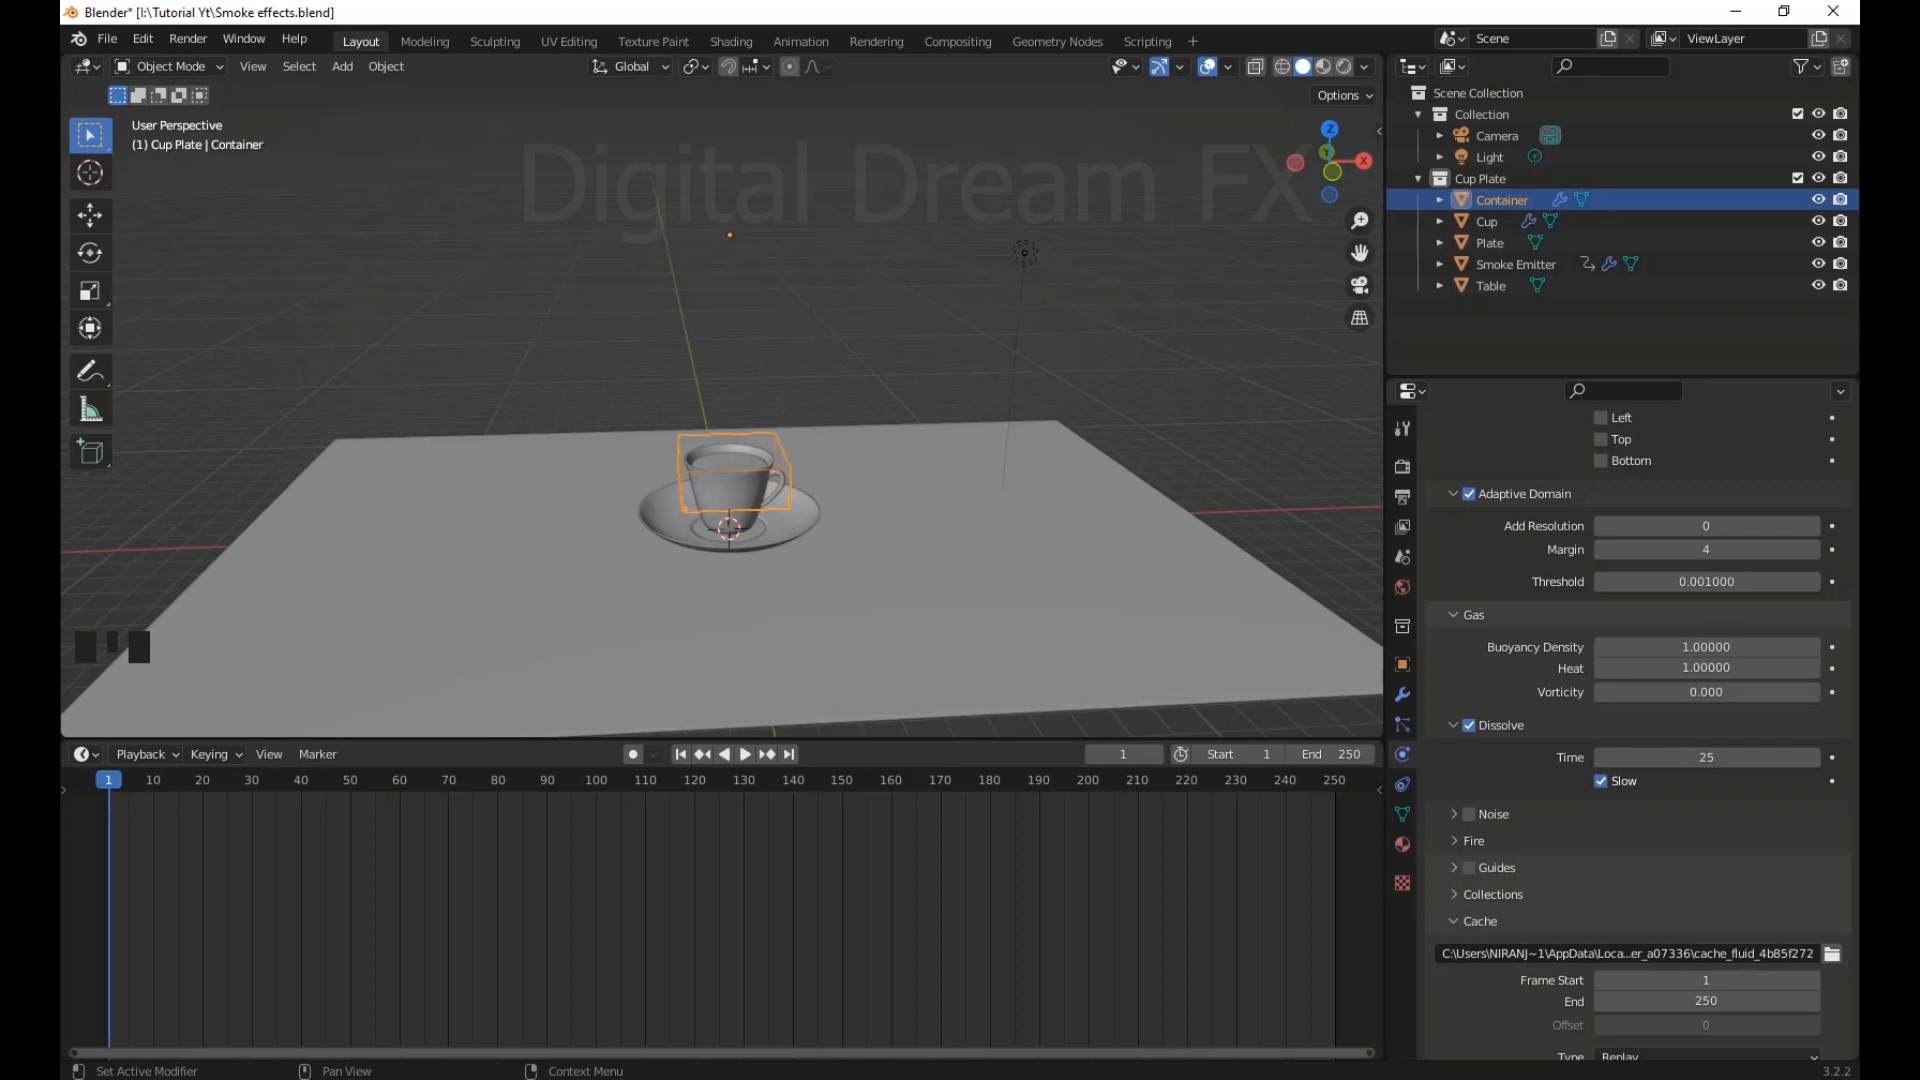 Blender* [I:\Tutorial Yt\Smoke effects.blend]
File Edit Render Window Help Layout Modeling Sculpting UV Editing Texture Paint Shading Animation Rendering Compositing Geometry Nodes Scripting + Scene ViewLayer
Object Mode View Select Add Object Global
Options
User Perspective
(1) Cup Plate | Container
Digital Dream FX
Z
Y
X
Scene Collection
Collection
Camera
Light
Cup Plate
Container
Cup
Plate
Smoke Emitter
Table
Left
Top
Bottom
Adaptive Domain
Add Resolution 0
Margin 4
Threshold 0.001000
Gas
Buoyancy Density 1.00000
Heat 1.00000
Vorticity 0.000
Dissolve
Time 25
Slow
Noise
Fire
Guides
Collections
Cache
C:\Users\NIRANJ~1\AppData\Loca...er_a07336\cache_fluid_4b85f272
Frame Start 1
End 250
Offset 0
Type Replay
Playback Keying View Marker 1 Start 1 End 250
1 10 20 30 40 50 60 70 80 90 100 110 120 130 140 150 160 170 180 190 200 210 220 230 240 250
Set Active Modifier Pan View Context Menu 3.2.2